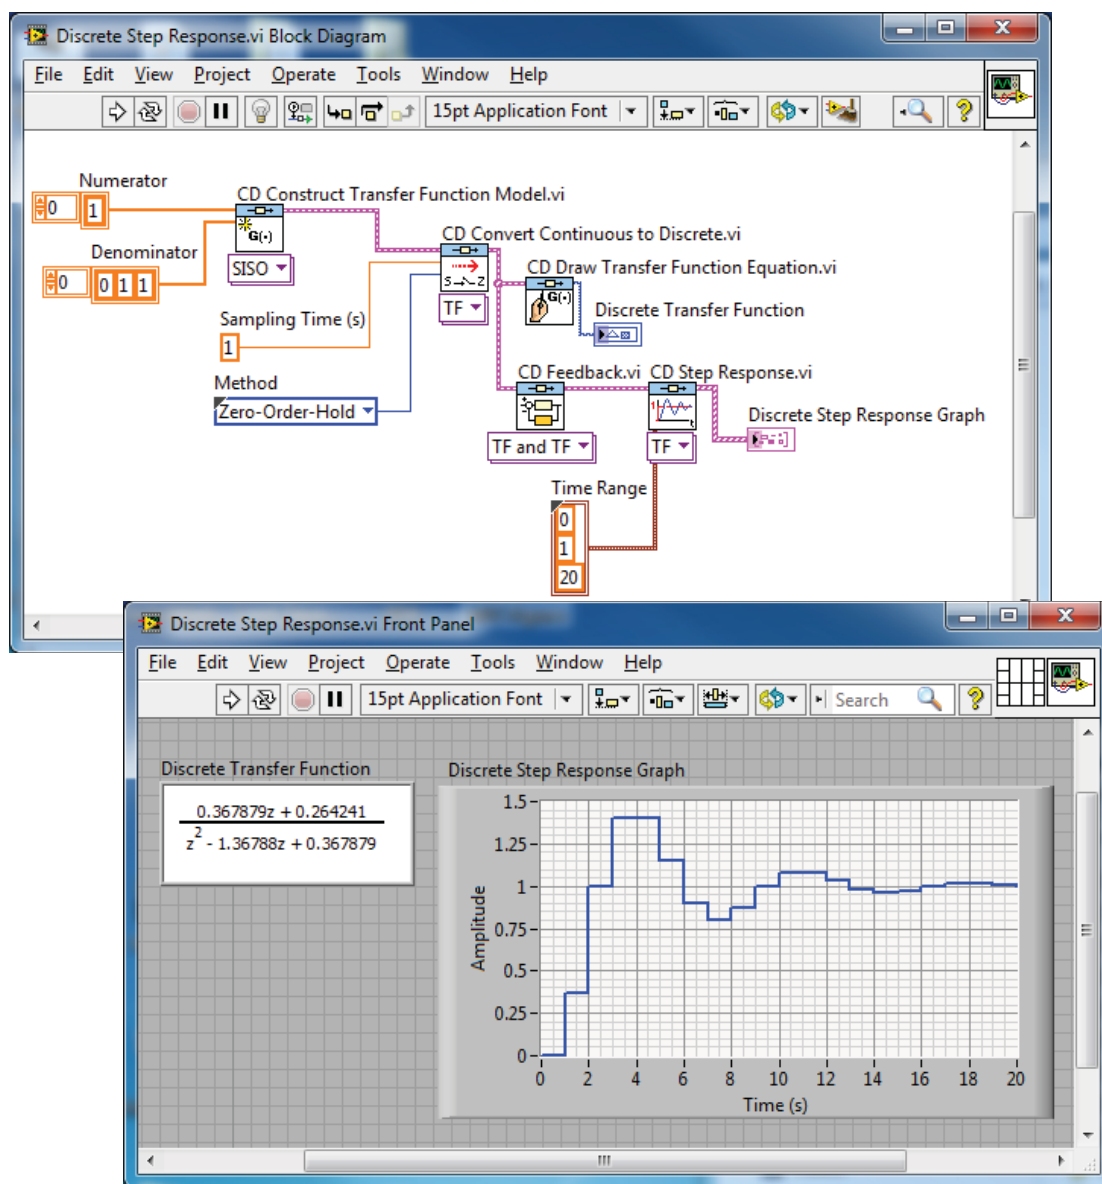 Discrete Step Response.vi Block Diagram
File Edit View Project Operate Tools Window Help
15pt Application Font
Numerator
0 1
CD Construct Transfer Function Model.vi
G(·)
SISO
Denominator
0 0 1 1
CD Convert Continuous to Discrete.vi
S Z
TF
CD Draw Transfer Function Equation.vi
G(·)
Discrete Transfer Function
Sampling Time (s)
1
Method
Zero-Order-Hold
CD Feedback.vi CD Step Response.vi
1 t
TF and TF TF
Discrete Step Response Graph
Time Range
0
1
20
Discrete Step Response.vi Front Panel
File Edit View Project Operate Tools Window Help
15pt Application Font Search
Discrete Transfer Function
0.367879z + 0.264241
z2 - 1.36788z + 0.367879
Discrete Step Response Graph
1.5
1.25
1
0.75
0.5
0.25
0
Amplitude
0 2 4 6 8 10 12 14 16 18 20
Time (s)